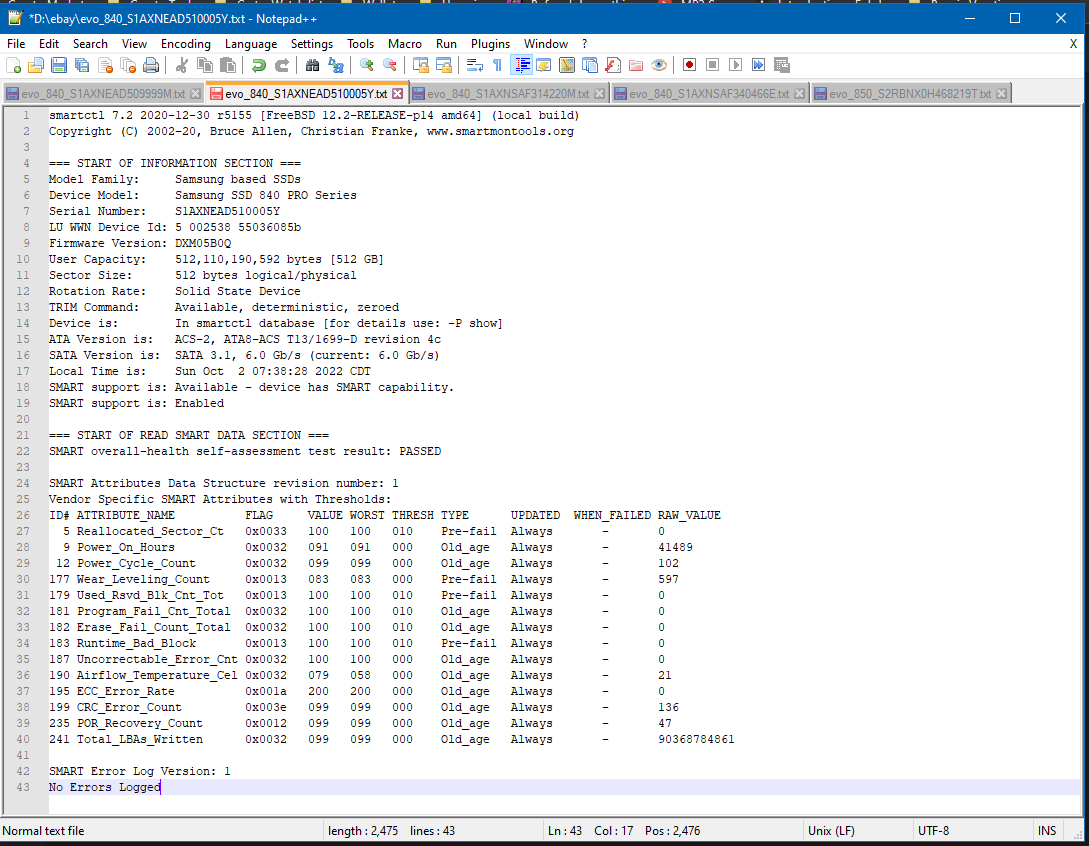 *D:\ebay\evo_840_S1AXNEAD510005Y.txt - Notepad++
File Edit Search View Encoding Language Settings Tools Macro Run Plugins Window ? X
evo_840_S1AXNEAD509999M.txt evo_840_S1AXNEAD510005Y.txt evo_840_S1AXNSAF314220M.txt evo_840_S1AXNSAF340466E.txt evo_850_S2RBNX0H468219T.txt
1 smartctl 7.2 2020-12-30 r5155 [FreeBSD 12.2-RELEASE-p14 amd64] (local build)
2 Copyright (C) 2002-20, Bruce Allen, Christian Franke, www.smartmontools.org
3
4 === START OF INFORMATION SECTION ===
5 Model Family:     Samsung based SSDs
6 Device Model:     Samsung SSD 840 PRO Series
7 Serial Number:    S1AXNEAD510005Y
8 LU WWN Device Id: 5 002538 55036085b
9 Firmware Version: DXM05B0Q
10 User Capacity:    512,110,190,592 bytes [512 GB]
11 Sector Size:      512 bytes logical/physical
12 Rotation Rate:    Solid State Device
13 TRIM Command:     Available, deterministic, zeroed
14 Device is:        In smartctl database [for details use: -P show]
15 ATA Version is:   ACS-2, ATA8-ACS T13/1699-D revision 4c
16 SATA Version is:  SATA 3.1, 6.0 Gb/s (current: 6.0 Gb/s)
17 Local Time is:    Sun Oct  2 07:38:28 2022 CDT
18 SMART support is: Available - device has SMART capability.
19 SMART support is: Enabled
20
21 === START OF READ SMART DATA SECTION ===
22 SMART overall-health self-assessment test result: PASSED
23
24 SMART Attributes Data Structure revision number: 1
25 Vendor Specific SMART Attributes with Thresholds:
26 ID# ATTRIBUTE_NAME          FLAG     VALUE WORST THRESH TYPE      UPDATED  WHEN_FAILED RAW_VALUE
27   5 Reallocated_Sector_Ct   0x0033   100   100   010    Pre-fail  Always       -       0
28   9 Power_On_Hours          0x0032   091   091   000    Old_age   Always       -       41489
29  12 Power_Cycle_Count       0x0032   099   099   000    Old_age   Always       -       102
30 177 Wear_Leveling_Count     0x0013   083   083   000    Pre-fail  Always       -       597
31 179 Used_Rsvd_Blk_Cnt_Tot   0x0013   100   100   010    Pre-fail  Always       -       0
32 181 Program_Fail_Cnt_Total  0x0032   100   100   010    Old_age   Always       -       0
33 182 Erase_Fail_Count_Total  0x0032   100   100   010    Old_age   Always       -       0
34 183 Runtime_Bad_Block       0x0013   100   100   010    Pre-fail  Always       -       0
35 187 Uncorrectable_Error_Cnt 0x0032   100   100   000    Old_age   Always       -       0
36 190 Airflow_Temperature_Cel 0x0032   079   058   000    Old_age   Always       -       21
37 195 ECC_Error_Rate          0x001a   200   200   000    Old_age   Always       -       0
38 199 CRC_Error_Count         0x003e   099   099   000    Old_age   Always       -       136
39 235 POR_Recovery_Count      0x0012   099   099   000    Old_age   Always       -       47
40 241 Total_LBAs_Written      0x0032   099   099   000    Old_age   Always       -       90368784861
41
42 SMART Error Log Version: 1
43 No Errors Logged
Normal text file length : 2,475 lines : 43 Ln : 43 Col : 17 Pos : 2,476 Unix (LF) UTF-8 INS